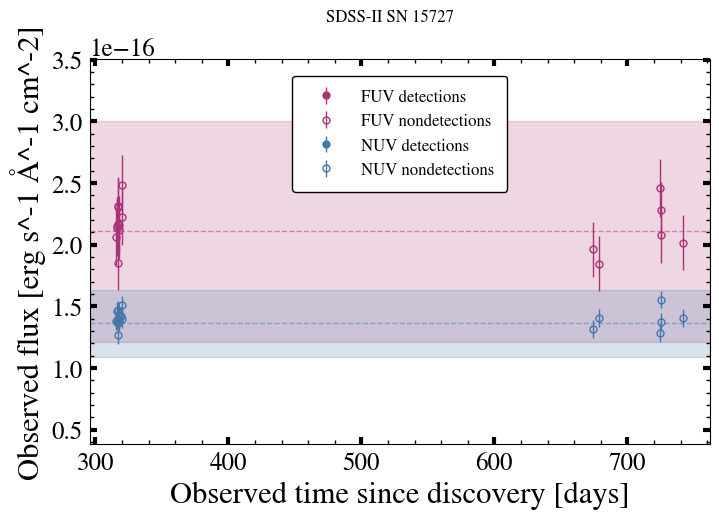 SDSS-II SN 15727
1e−16
3.5
3.0
2.5
2.0
1.5
1.0
0.5
Observed flux [erg s^-1 Å^-1 cm^-2]
FUV detections
FUV nondetections
NUV detections
NUV nondetections
300 400 500 600 700
Observed time since discovery [days]